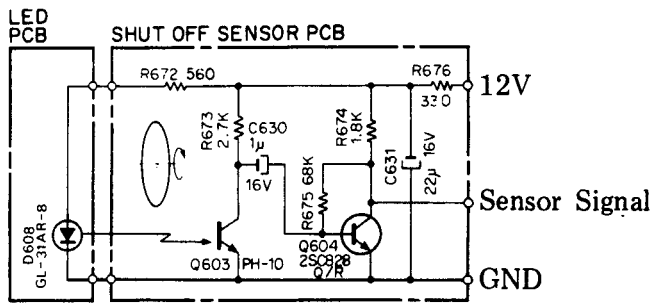 LED
PCB
SHUT OFF SENSOR PCB
R672 560
R676
330
12V
R673
2.7K
C630
1μ
16V
R674
1.8K
C631
16V
22μ
R675 68K
Sensor Signal
D608
GL-31AR-8
Q603
PH-10
Q604
2SC828
GND